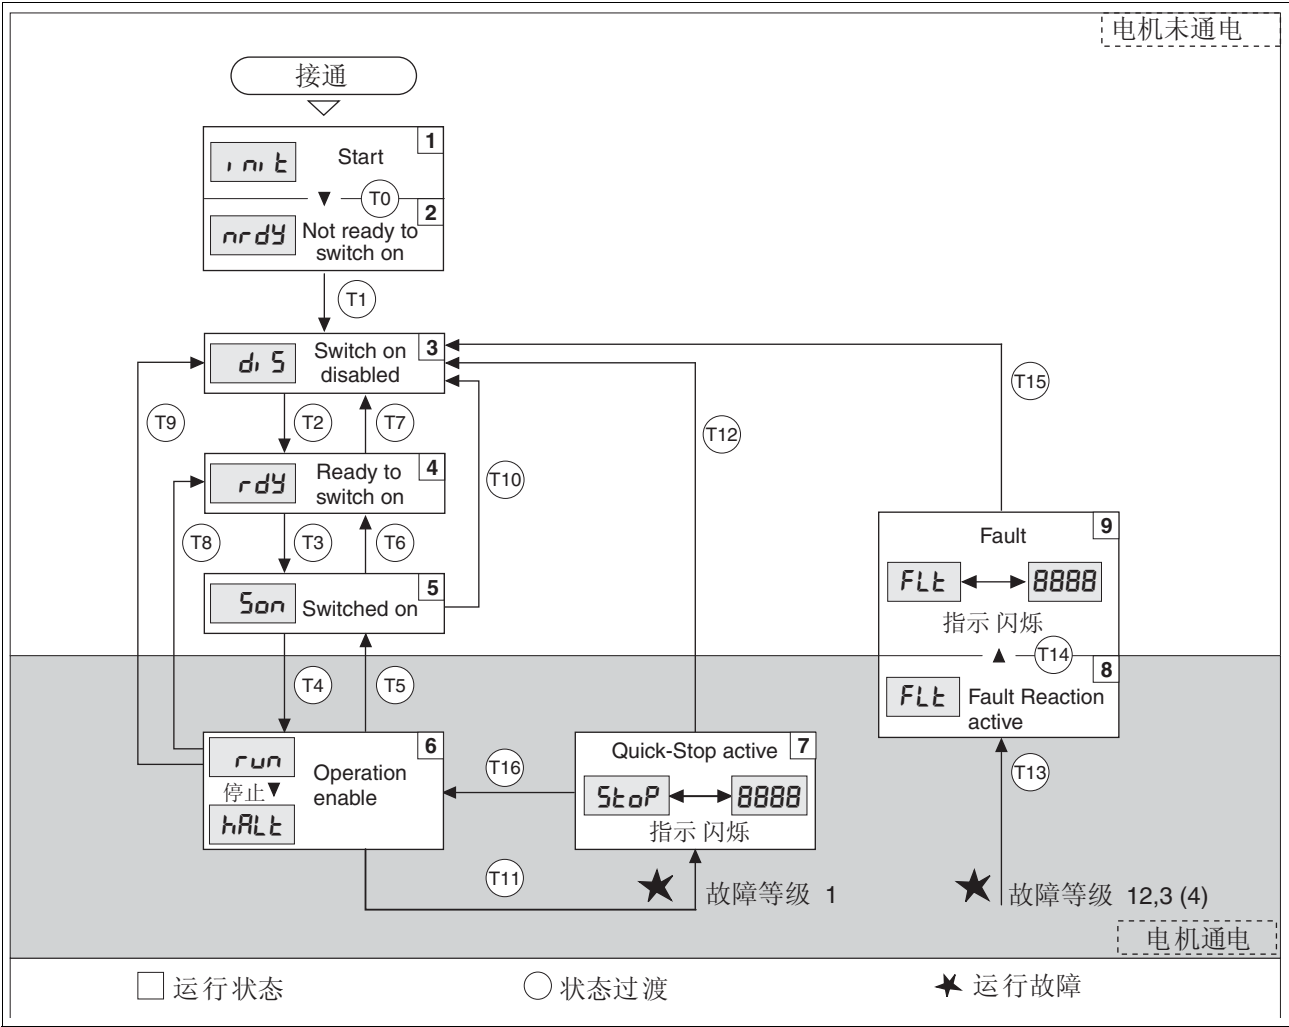 电机未通电
接通
init
Start
1
T0
nrdy
Not ready to
switch on
2
T1
diS
Switch on
disabled
3
T15
T9
T2
T7
T12
rdy
Ready to
switch on
4
T10
T8
T3
T6
Son
Switched on
5
Fault
9
FLt
8888
指示 闪烁
T14
T4
T5
FLt
Fault Reaction
active
8
run
停止
hALt
Operation
enable
6
T16
Quick-Stop active
7
StoP
8888
指示 闪烁
T13
T11
故障等级 1
故障等级 12,3 (4)
电机通电
运行状态
状态过渡
运行故障